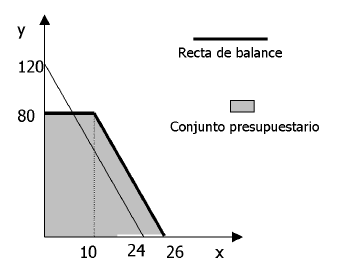 y
Recta de balance
120
Conjunto presupuestario
80
10
24
26
x